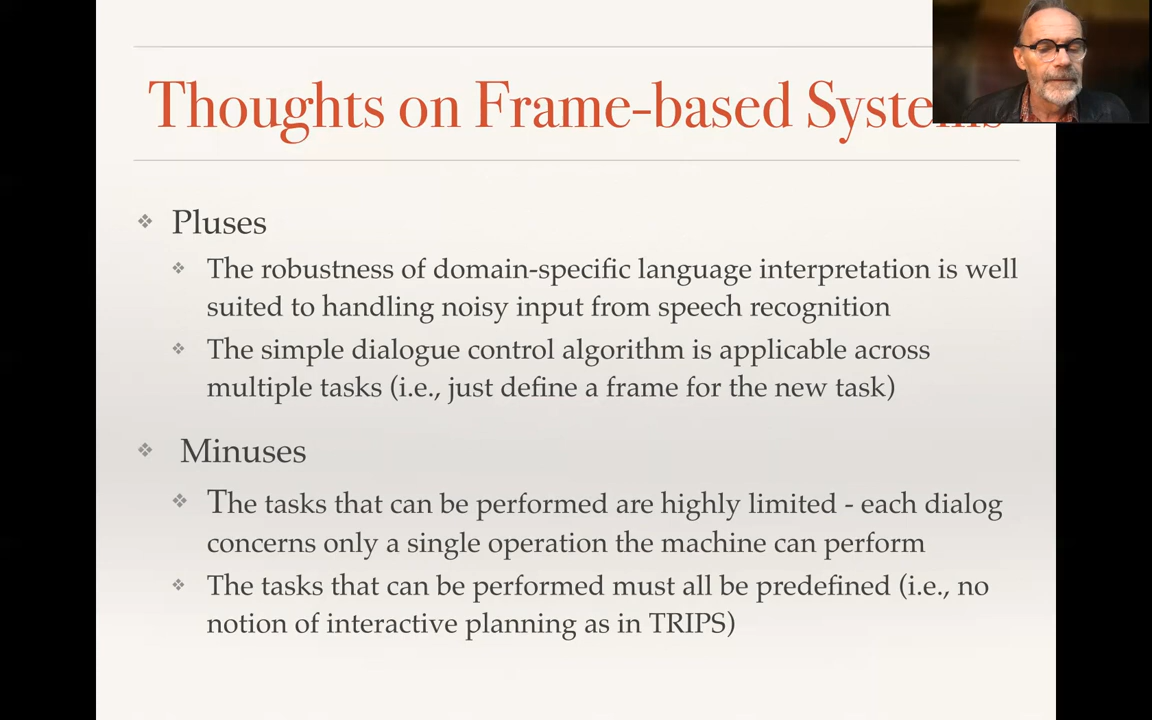 Thoughts on Frame-based Systems
Pluses
The robustness of domain-specific language interpretation is well
suited to handling noisy input from speech recognition
The simple dialogue control algorithm is applicable across
multiple tasks (i.e., just define a frame for the new task)
Minuses
The tasks that can be performed are highly limited - each dialog
concerns only a single operation the machine can perform
The tasks that can be performed must all be predefined (i.e., no
notion of interactive planning as in TRIPS)